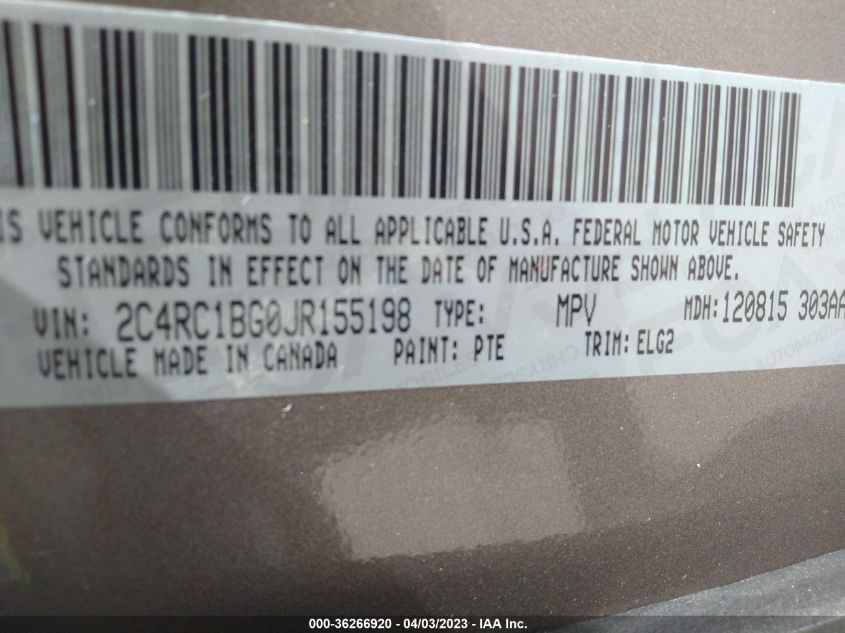 IS VEHICLE CONFORMS TO ALL APPLICABLE U.S.A. FEDERAL MOTOR VEHICLE SAFETY
STANDARDS IN EFFECT ON THE DATE OF MANUFACTURE SHOWN ABOVE.
VIN: 2C4RC1BG0JR155198 TYPE: MPV MDH: 120815 303AA
VEHICLE MADE IN CANADA PAINT: PTE TRIM: ELG2
000-36266920 - 04/03/2023 - IAA Inc.